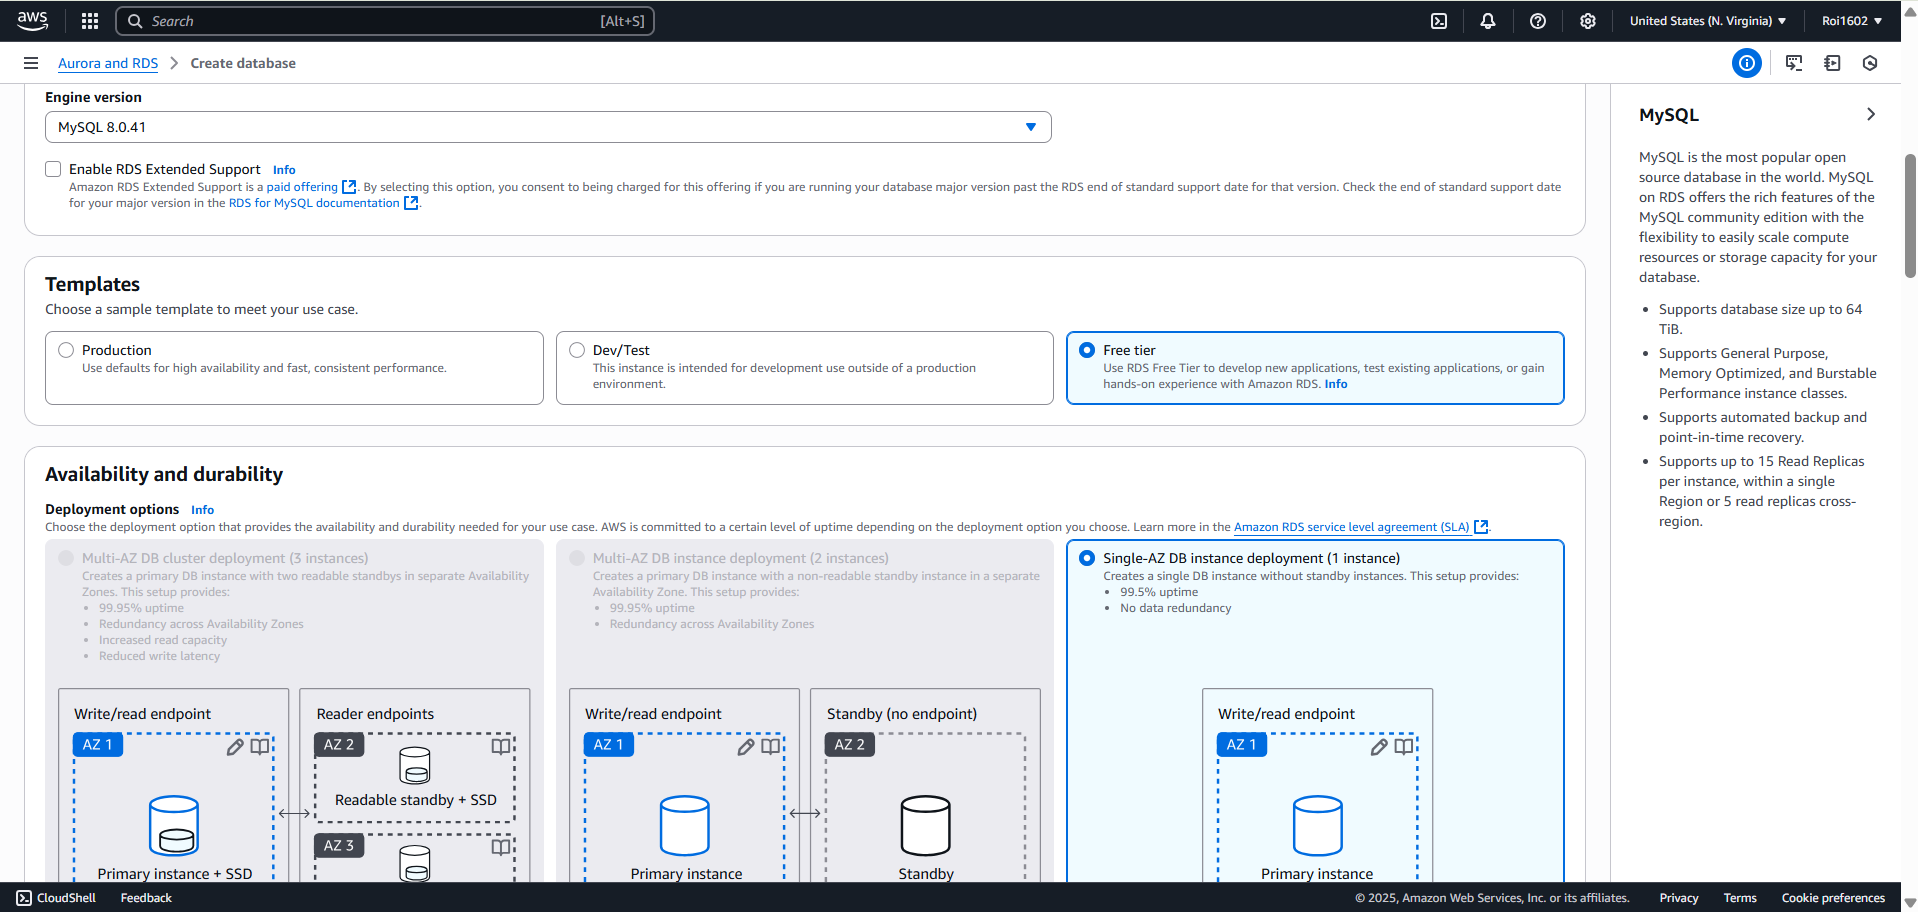 aws
Search [Alt+S]
United States (N. Virginia)
Roi1602
Aurora and RDS > Create database
Engine version
MySQL 8.0.41
Enable RDS Extended Support Info
Amazon RDS Extended Support is a paid offering. By selecting this option, you consent to being charged for this offering if you are running your database major version past the RDS end of standard support date for that version. Check the end of standard support date
for your major version in the RDS for MySQL documentation.
Templates
Choose a sample template to meet your use case.
Production
Use defaults for high availability and fast, consistent performance.
Dev/Test
This instance is intended for development use outside of a production
environment.
Free tier
Use RDS Free Tier to develop new applications, test existing applications, or gain
hands-on experience with Amazon RDS. Info
Availability and durability
Deployment options Info
Choose the deployment option that provides the availability and durability needed for your use case. AWS is committed to a certain level of uptime depending on the deployment option you choose. Learn more in the Amazon RDS service level agreement (SLA).
Multi-AZ DB cluster deployment (3 instances)
Creates a primary DB instance with two readable standbys in separate Availability
Zones. This setup provides:
• 99.95% uptime
• Redundancy across Availability Zones
• Increased read capacity
• Reduced write latency
Write/read endpoint
AZ 1
Primary instance + SSD
Reader endpoints
AZ 2
Readable standby + SSD
AZ 3
Multi-AZ DB instance deployment (2 instances)
Creates a primary DB instance with a non-readable standby instance in a separate
Availability Zone. This setup provides:
• 99.95% uptime
• Redundancy across Availability Zones
Write/read endpoint
AZ 1
Primary instance
Standby (no endpoint)
AZ 2
Standby
Single-AZ DB instance deployment (1 instance)
Creates a single DB instance without standby instances. This setup provides:
• 99.5% uptime
• No data redundancy
Write/read endpoint
AZ 1
Primary instance
MySQL
MySQL is the most popular open
source database in the world. MySQL
on RDS offers the rich features of the
MySQL community edition with the
flexibility to easily scale compute
resources or storage capacity for your
database.
• Supports database size up to 64
TiB.
• Supports General Purpose,
Memory Optimized, and Burstable
Performance instance classes.
• Supports automated backup and
point-in-time recovery.
• Supports up to 15 Read Replicas
per instance, within a single
Region or 5 read replicas cross-
region.
CloudShell
Feedback
© 2025, Amazon Web Services, Inc. or its affiliates.
Privacy
Terms
Cookie preferences